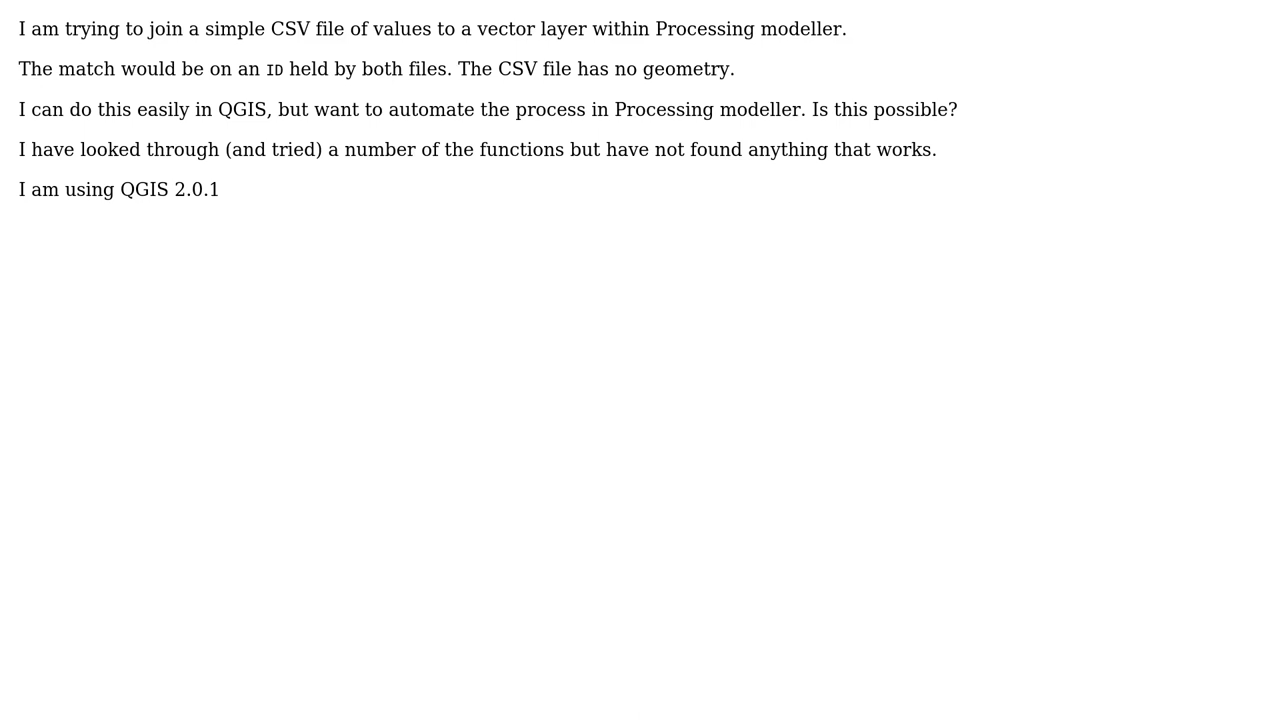 I am trying to join a simple CSV file of values to a vector layer within Processing modeller.
The match would be on an ID held by both files. The CSV file has no geometry.
I can do this easily in QGIS, but want to automate the process in Processing modeller. Is this possible?
I have looked through (and tried) a number of the functions but have not found anything that works.
I am using QGIS 2.0.1